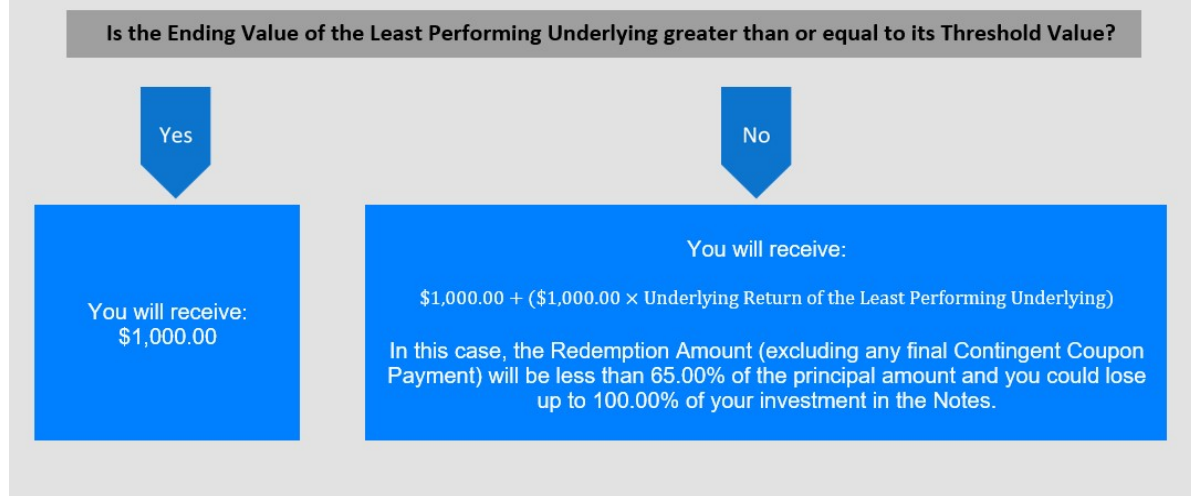 Is the Ending Value of the Least Performing Underlying greater than or equal to its Threshold Value?
Yes
No
You will receive:
$1,000.00
You will receive:
$1,000.00 + ($1,000.00 × Underlying Return of the Least Performing Underlying)
In this case, the Redemption Amount (excluding any final Contingent Coupon
Payment) will be less than 65.00% of the principal amount and you could lose
up to 100.00% of your investment in the Notes.